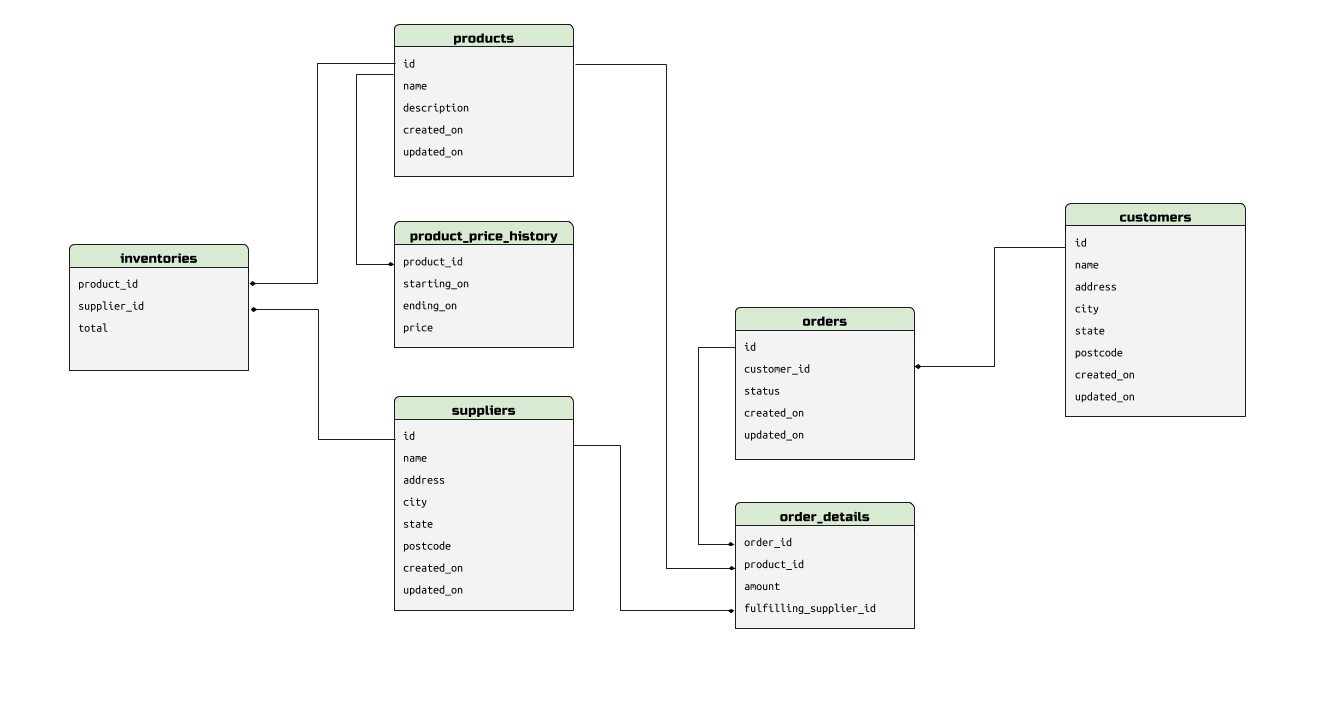 products
id
name
description
created_on
updated_on
product_price_history
product_id
starting_on
ending_on
price
inventories
product_id
supplier_id
total
suppliers
id
name
address
city
state
postcode
created_on
updated_on
orders
id
customer_id
status
created_on
updated_on
order_details
order_id
product_id
amount
fulfilling_supplier_id
customers
id
name
address
city
state
postcode
created_on
updated_on